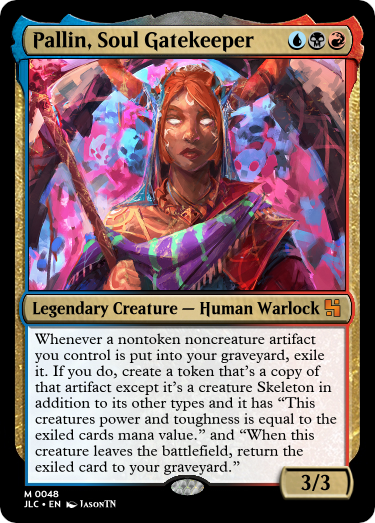 Pallin, Soul Gatekeeper
Legendary Creature — Human Warlock
Whenever a nontoken noncreature artifact
you control is put into your graveyard, exile
it. If you do, create a token that's a copy of
that artifact except it's a creature Skeleton in
addition to its other types and it has “This
creatures power and toughness is equal to the
exiled cards mana value.” and “When this
creature leaves the battlefield, return the
exiled card to your graveyard.”
3/3
M 0048
JLC • EN JASONTN